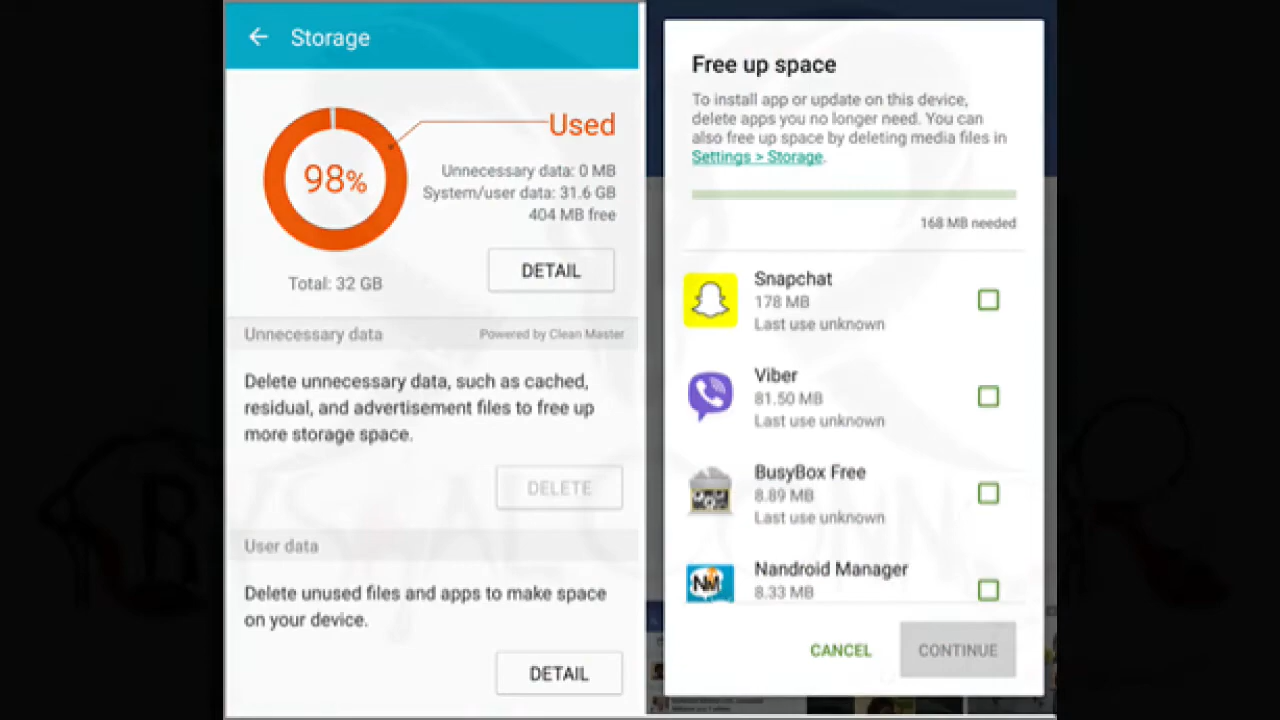 Storage
98%
Used
Unnecessary data: 0 MB
System/user data: 31.6 GB
404 MB free
Total: 32 GB
DETAIL
Unnecessary data
Powered by Clean Master
Delete unnecessary data, such as cached,
residual, and advertisement files to free up
more storage space.
DELETE
User data
Delete unused files and apps to make space
on your device.
DETAIL
Free up space
To install app or update on this device,
delete apps you no longer need. You can
also free up space by deleting media files in
Settings > Storage.
168 MB needed
Snapchat
178 MB
Last use unknown
Viber
81.50 MB
Last use unknown
BusyBox Free
8.89 MB
Last use unknown
NM
Nandroid Manager
8.33 MB
CANCEL
CONTINUE